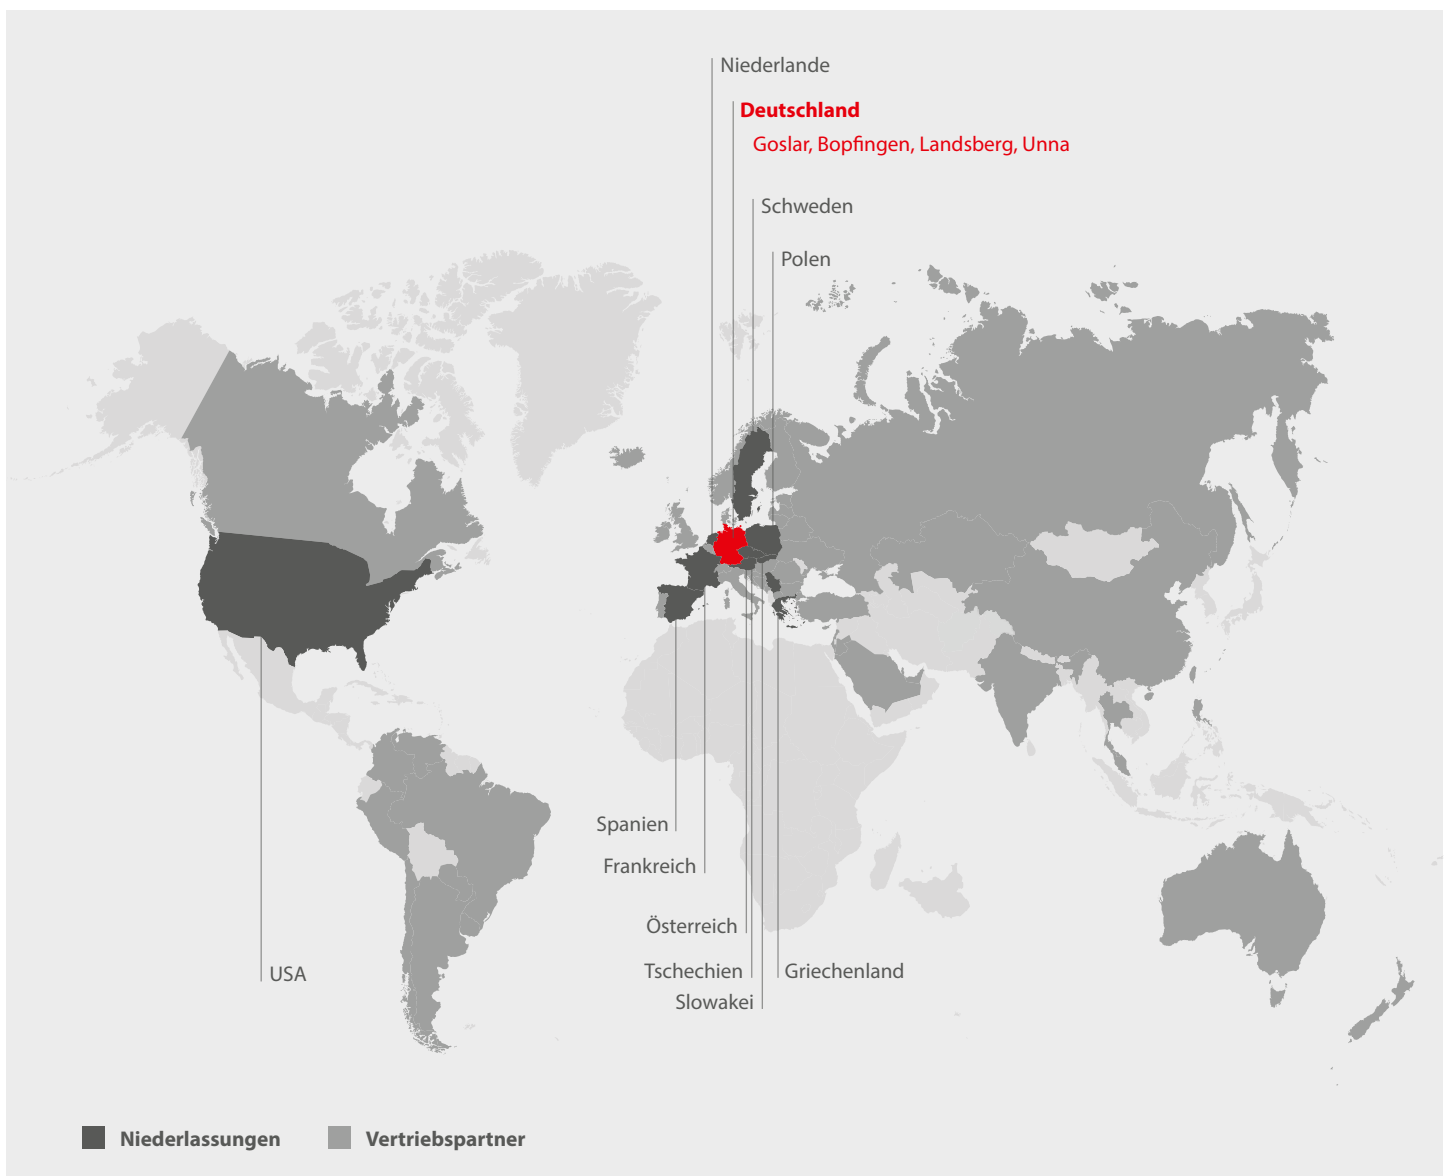 Niederlande
Deutschland
Goslar, Bopfingen, Landsberg, Unna
Schweden
Polen
Spanien
Frankreich
Österreich
Tschechien
Griechenland
USA
Slowakei
Niederlassungen
Vertriebspartner